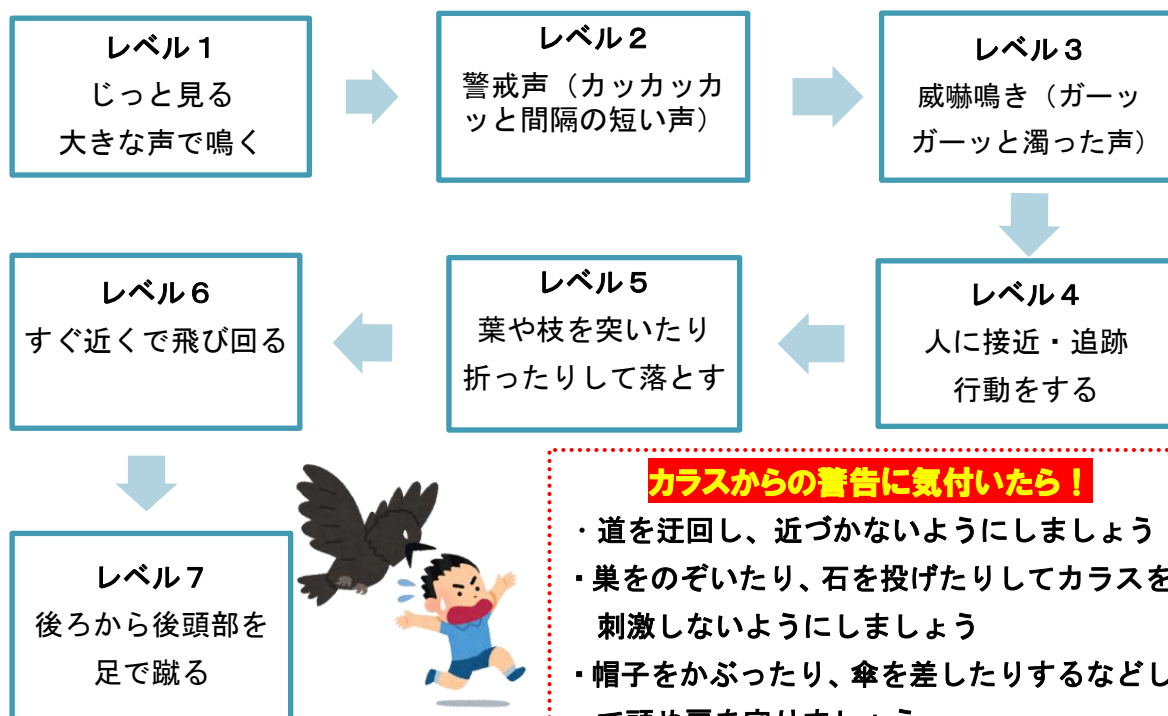 レベル１
じっと見る
大きな声で鳴く
レベル２
警戒声（カッカッカ
ッと間隔の短い声）
レベル３
威嚇鳴き（ガーッ
ガーッと濁った声）
レベル４
人に接近・追跡
行動をする
レベル５
葉や枝を突いたり
折ったりして落とす
レベル６
すぐ近くで飛び回る
レベル７
後ろから後頭部を
足で蹴る
カラスからの警告に気付いたら！
・道を迂回し、近づかないようにしましょう
・巣をのぞいたり、石を投げたりしてカラスを
刺激しないようにしましょう
・帽子をかぶったり、傘を差したりするなどし